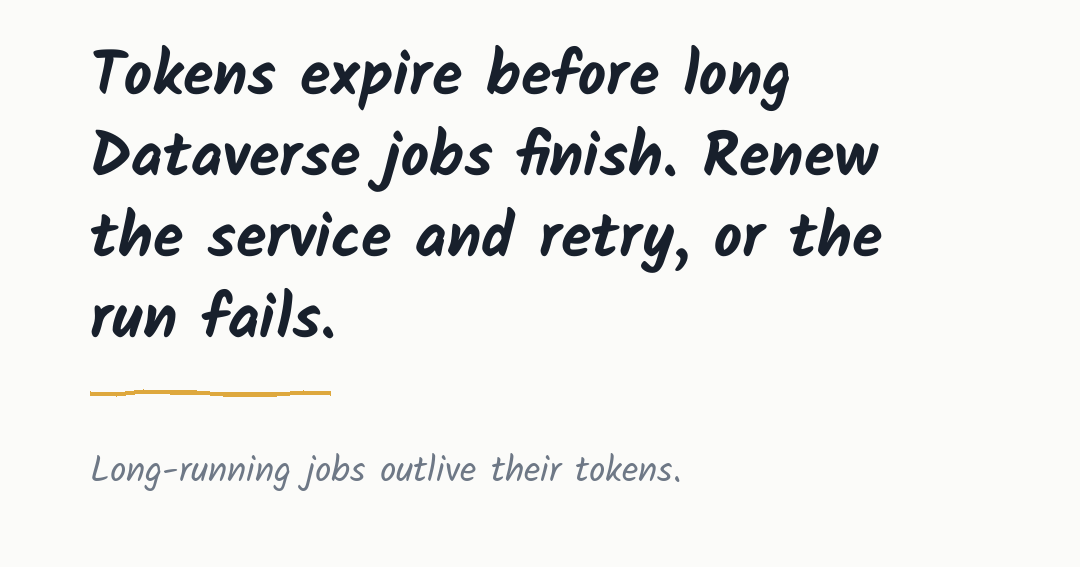 Tokens expire before long
Dataverse jobs finish. Renew
the service and retry, or the
run fails.
Long-running jobs outlive their tokens.